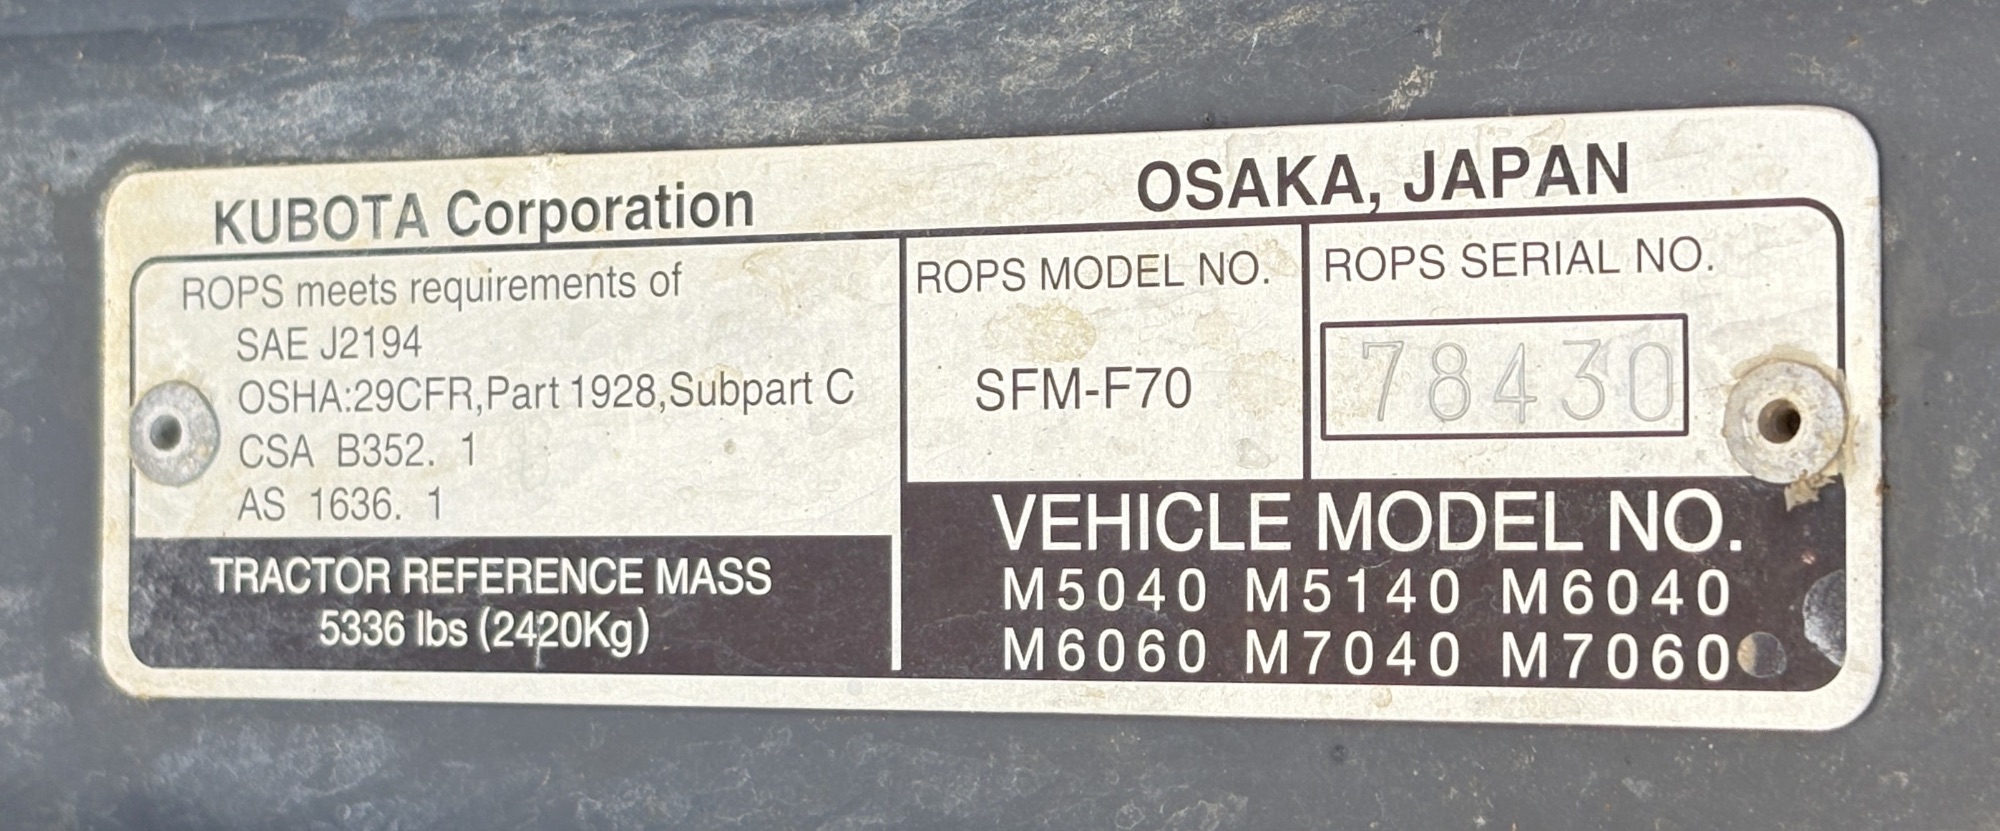 KUBOTA Corporation OSAKA, JAPAN
ROPS meets requirements of
SAE J2194
OSHA:29CFR,Part 1928,Subpart C
CSA B352. 1
AS 1636. 1
TRACTOR REFERENCE MASS
5336 lbs (2420Kg)
ROPS MODEL NO.
SFM-F70
ROPS SERIAL NO.
78430
VEHICLE MODEL NO.
M5040 M5140 M6040
M6060 M7040 M7060